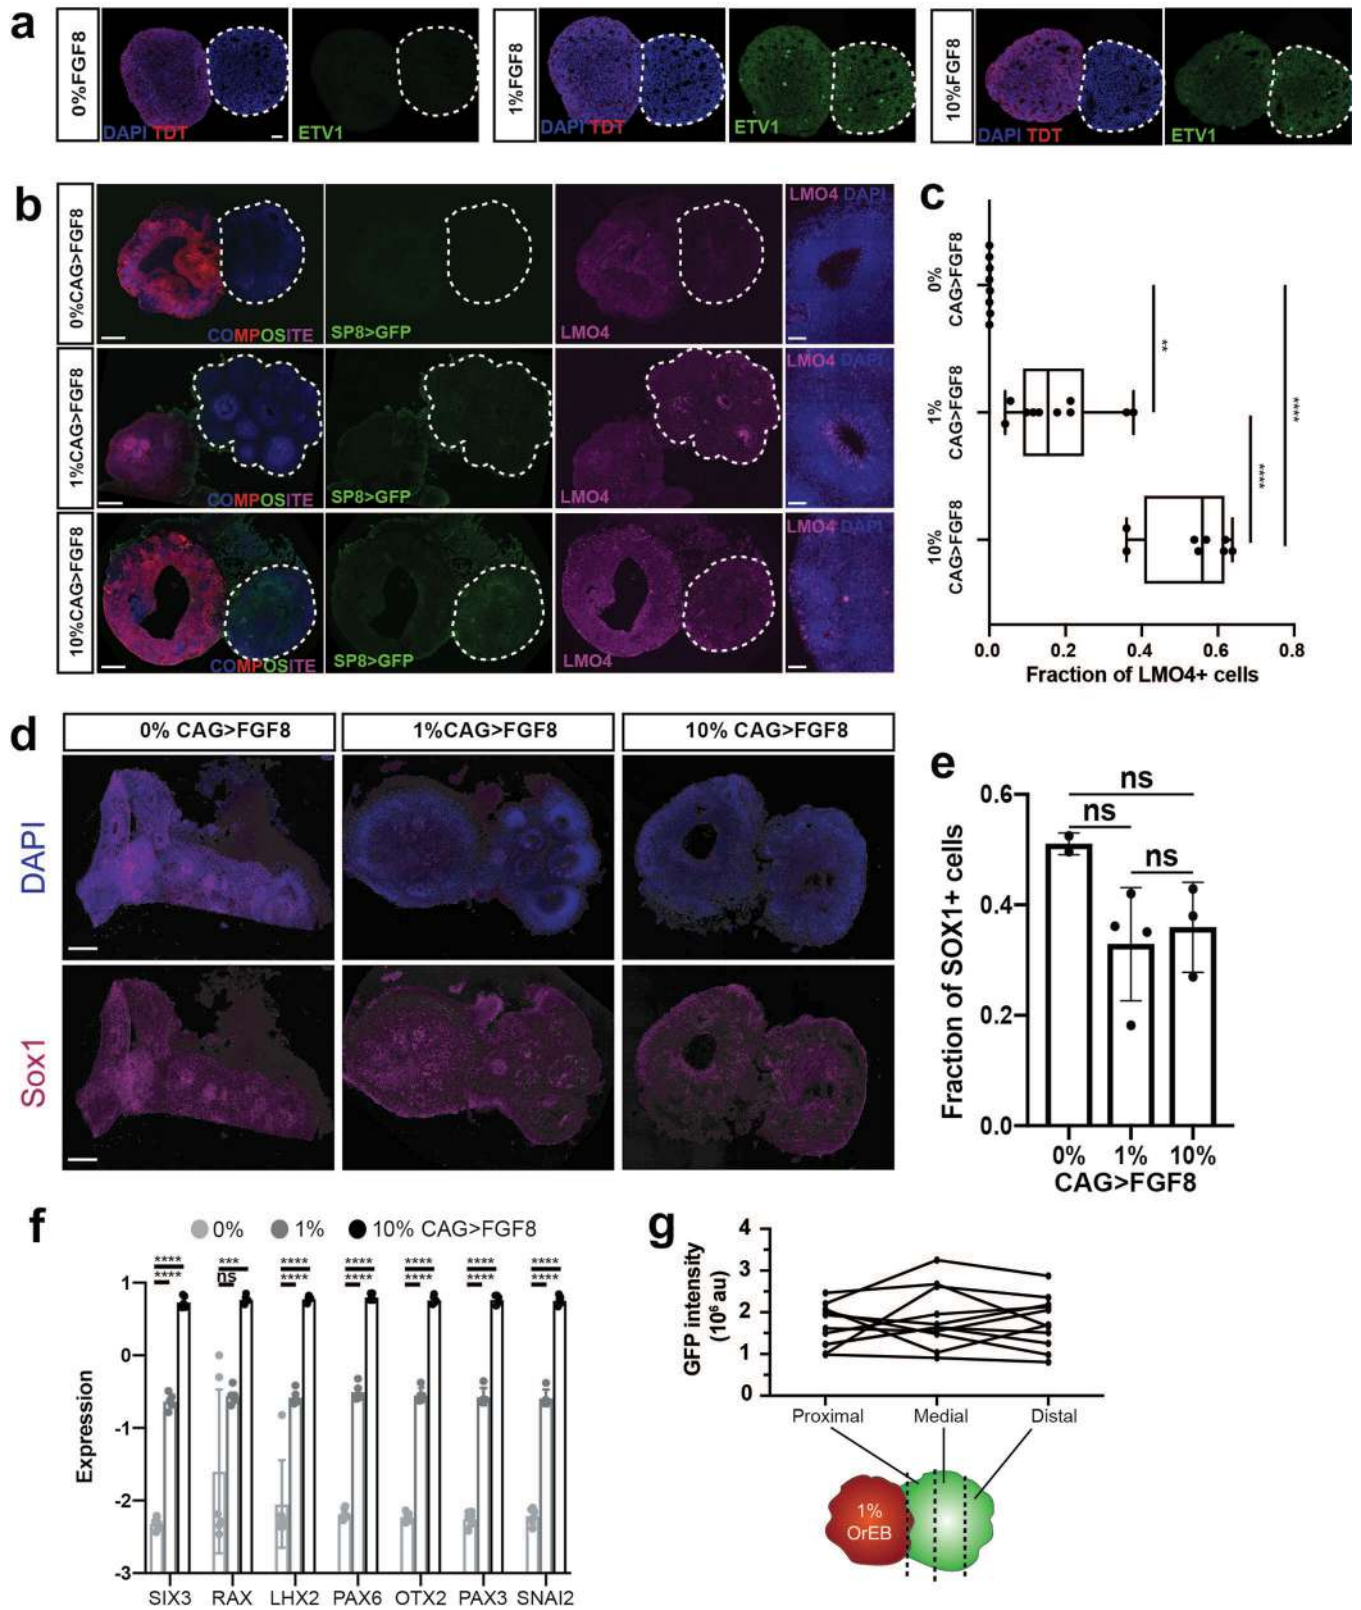 a
0%FGF8
DAPI TDT
ETV1
1%FGF8
DAPI TDT
ETV1
10%FGF8
DAPI TDT
ETV1
b
0%CAG>FGF8
COMPOSITE
SP8>GFP
LMO4
LMO4 DAPI
1%CAG>FGF8
COMPOSITE
SP8>GFP
LMO4
LMO4 DAPI
10%CAG>FGF8
COMPOSITE
SP8>GFP
LMO4
LMO4 DAPI
c
0%
CAG>FGF8
1%
CAG>FGF8
10%
CAG>FGF8
**
****
****
0.0 0.2 0.4 0.6 0.8
Fraction of LMO4+ cells
d
0% CAG>FGF8
1%CAG>FGF8
10% CAG>FGF8
DAPI
Sox1
e
ns
ns
ns
0.6
0.4
0.2
0.0
Fraction of SOX1+ cells
0% 1% 10%
CAG>FGF8
f
0% 1% 10% CAG>FGF8
**** *** **** **** **** **** ****
**** ns **** **** **** **** ****
1
0
-1
-2
-3
Expression
SIX3 RAX LHX2 PAX6 OTX2 PAX3 SNAI2
g
GFP intensity
(10⁶ au)
4
3
2
1
0
Proximal Medial Distal
1%
OrEB